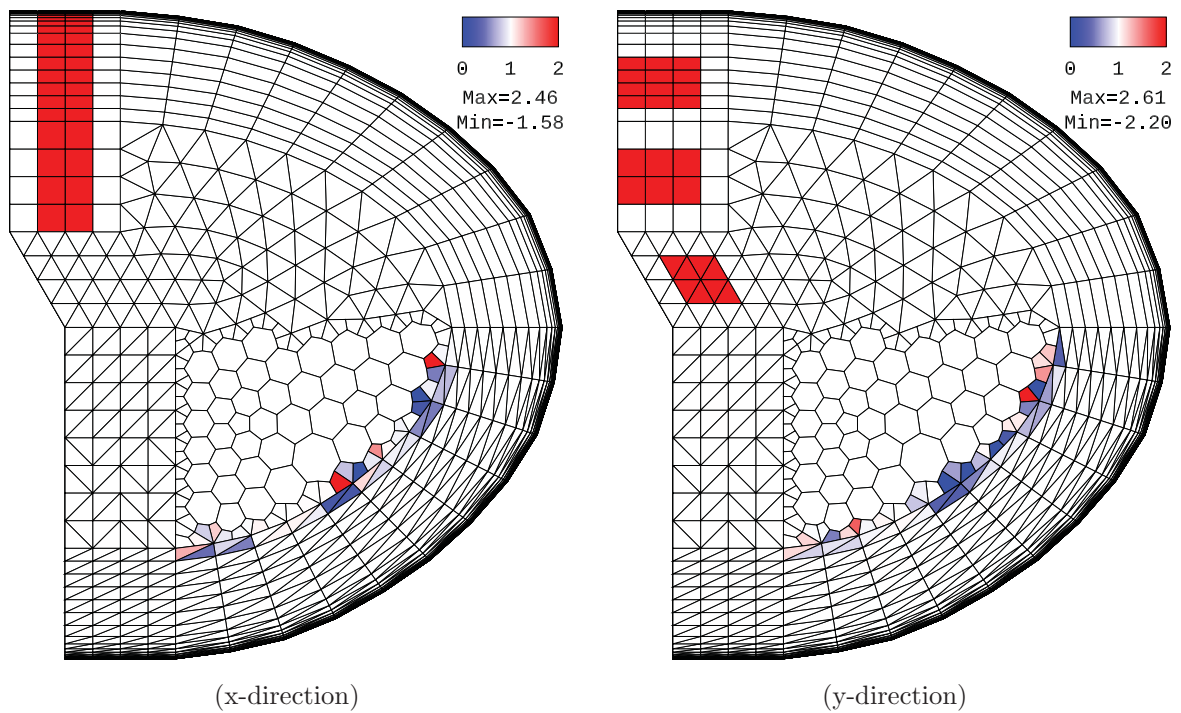 0 1 2
Max=2.46
Min=-1.58
0 1 2
Max=2.61
Min=-2.20
(x-direction)
(y-direction)